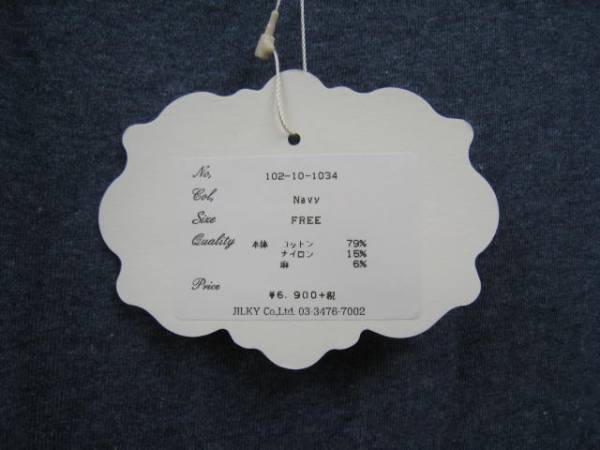 No, 102-10-1034
Col, Navy
Size FREE
Quality 本体 コットン 79%
ナイロン 15%
麻 6%
Price
¥6,900+税
JILKY Co.,Ltd. 03-3476-7002